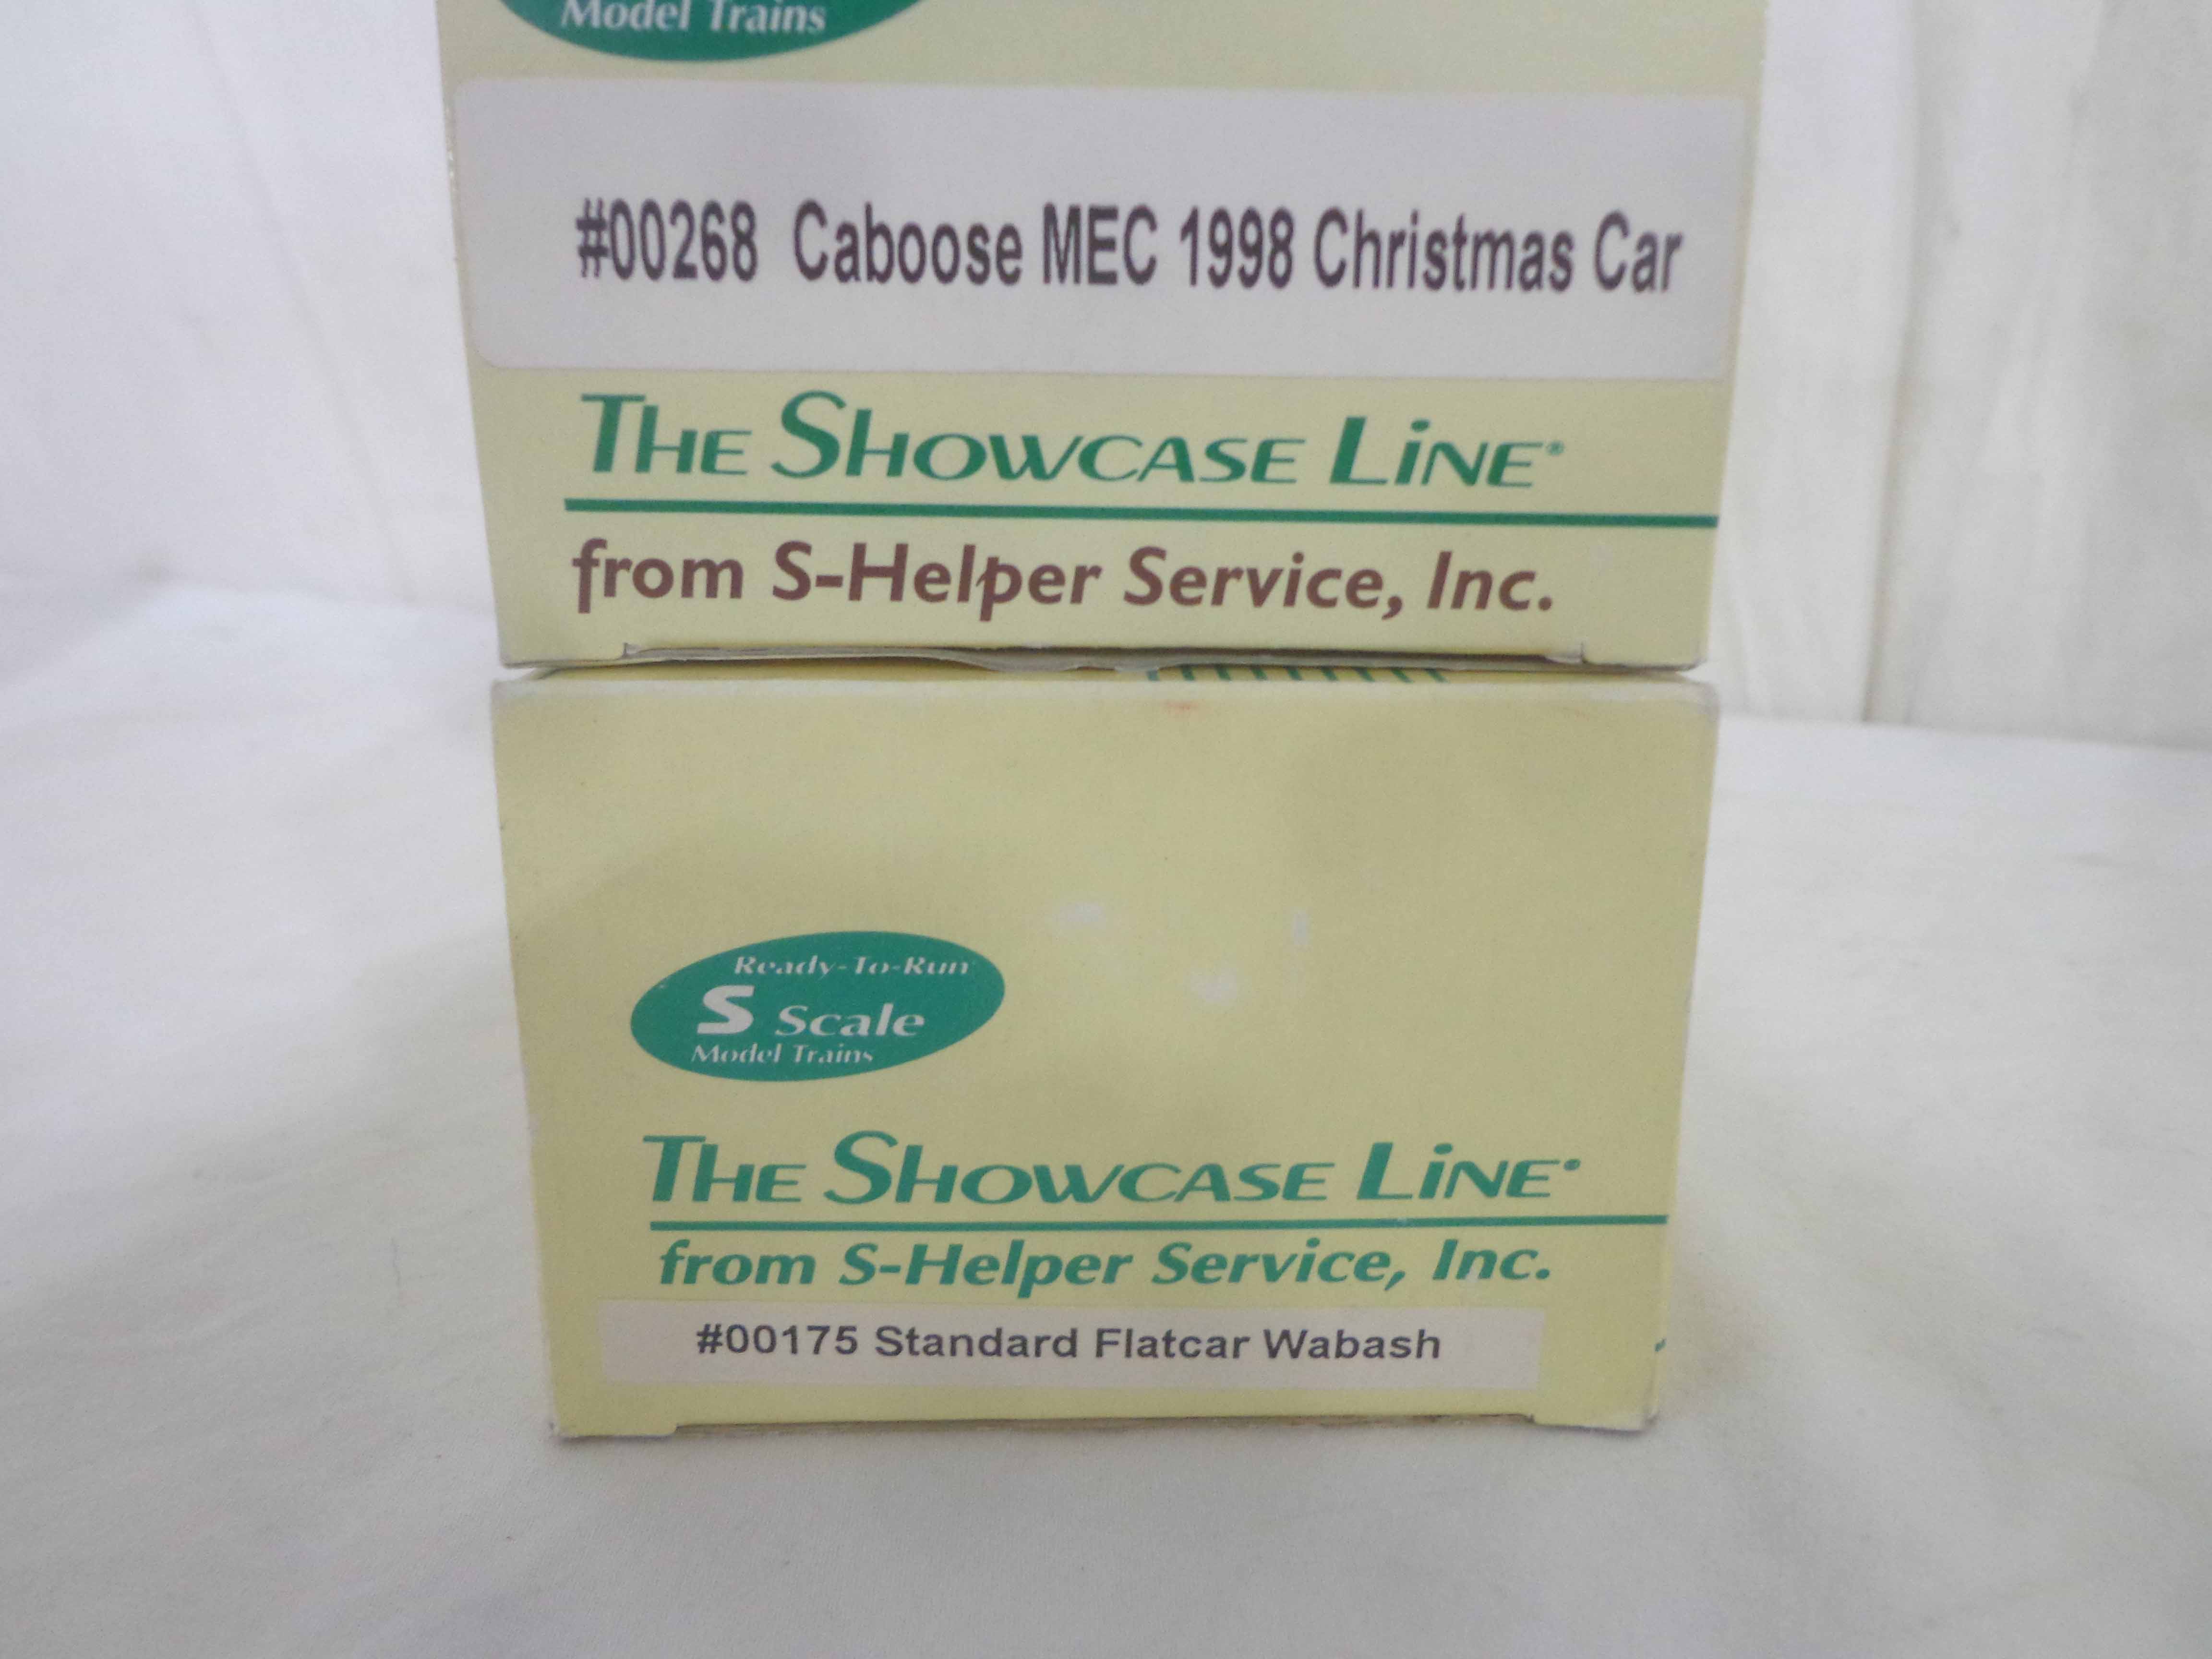 Model Trains
#00268 Caboose MEC 1998 Christmas Car
THE SHOWCASE LiNE®
from S-Helper Service, Inc.
Ready-To-Run
S Scale
Model Trains
THE SHOWCASE LiNE®
from S-Helper Service, Inc.
#00175 Standard Flatcar Wabash